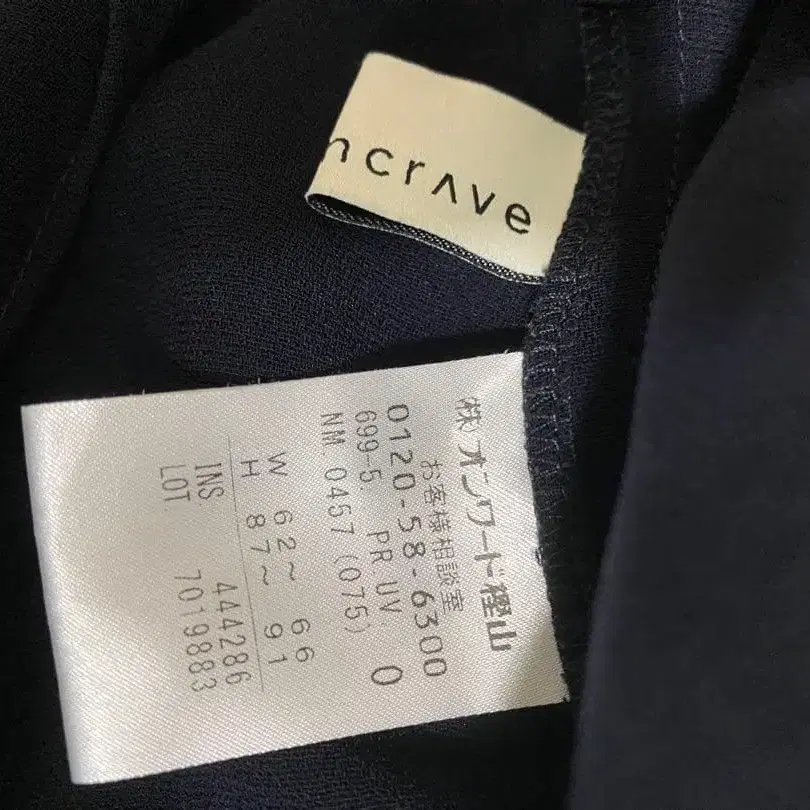 ncrʌve
㈱オンワード樫山
お客様相談室
0120-58-6300
699-5. PR UV. 0
NM 0457 (075)
W 62～ 66
H 87～ 91
INS 444286
LOT 7019883